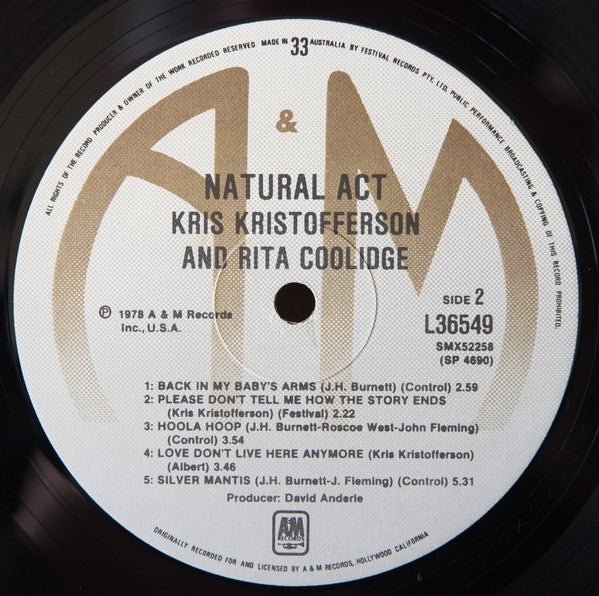 ALL RIGHTS OF THE RECORD PRODUCER & OWNER OF THE WORK RECORDED RESERVED MADE IN 33 AUSTRALIA BY FESTIVAL RECORDS PTY. LTD. PUBLIC PERFORMANCE BROADCASTING & COPYING OF THIS RECORD PROHIBITED.
A & M
NATURAL ACT
KRIS KRISTOFFERSON
AND RITA COOLIDGE
℗ 1978 A & M Records
Inc., U.S.A.
SIDE 2
L36549
SMX52258
(SP 4690)
1: BACK IN MY BABY'S ARMS (J.H. Burnett) (Control) 2.59
2: PLEASE DON'T TELL ME HOW THE STORY ENDS
(Kris Kristofferson) (Festival) 2.22
3: HOOLA HOOP (J.H. Burnett-Roscoe West-John Fleming)
(Control) 3.54
4: LOVE DON'T LIVE HERE ANYMORE (Kris Kristofferson)
(Albert) 3.46
5: SILVER MANTIS (J.H. Burnett-J. Fleming) (Control) 5.31
Producer: David Anderle
A&M
RECORDS
ORIGINALLY RECORDED FOR AND LICENSED BY A & M RECORDS, HOLLYWOOD CALIFORNIA